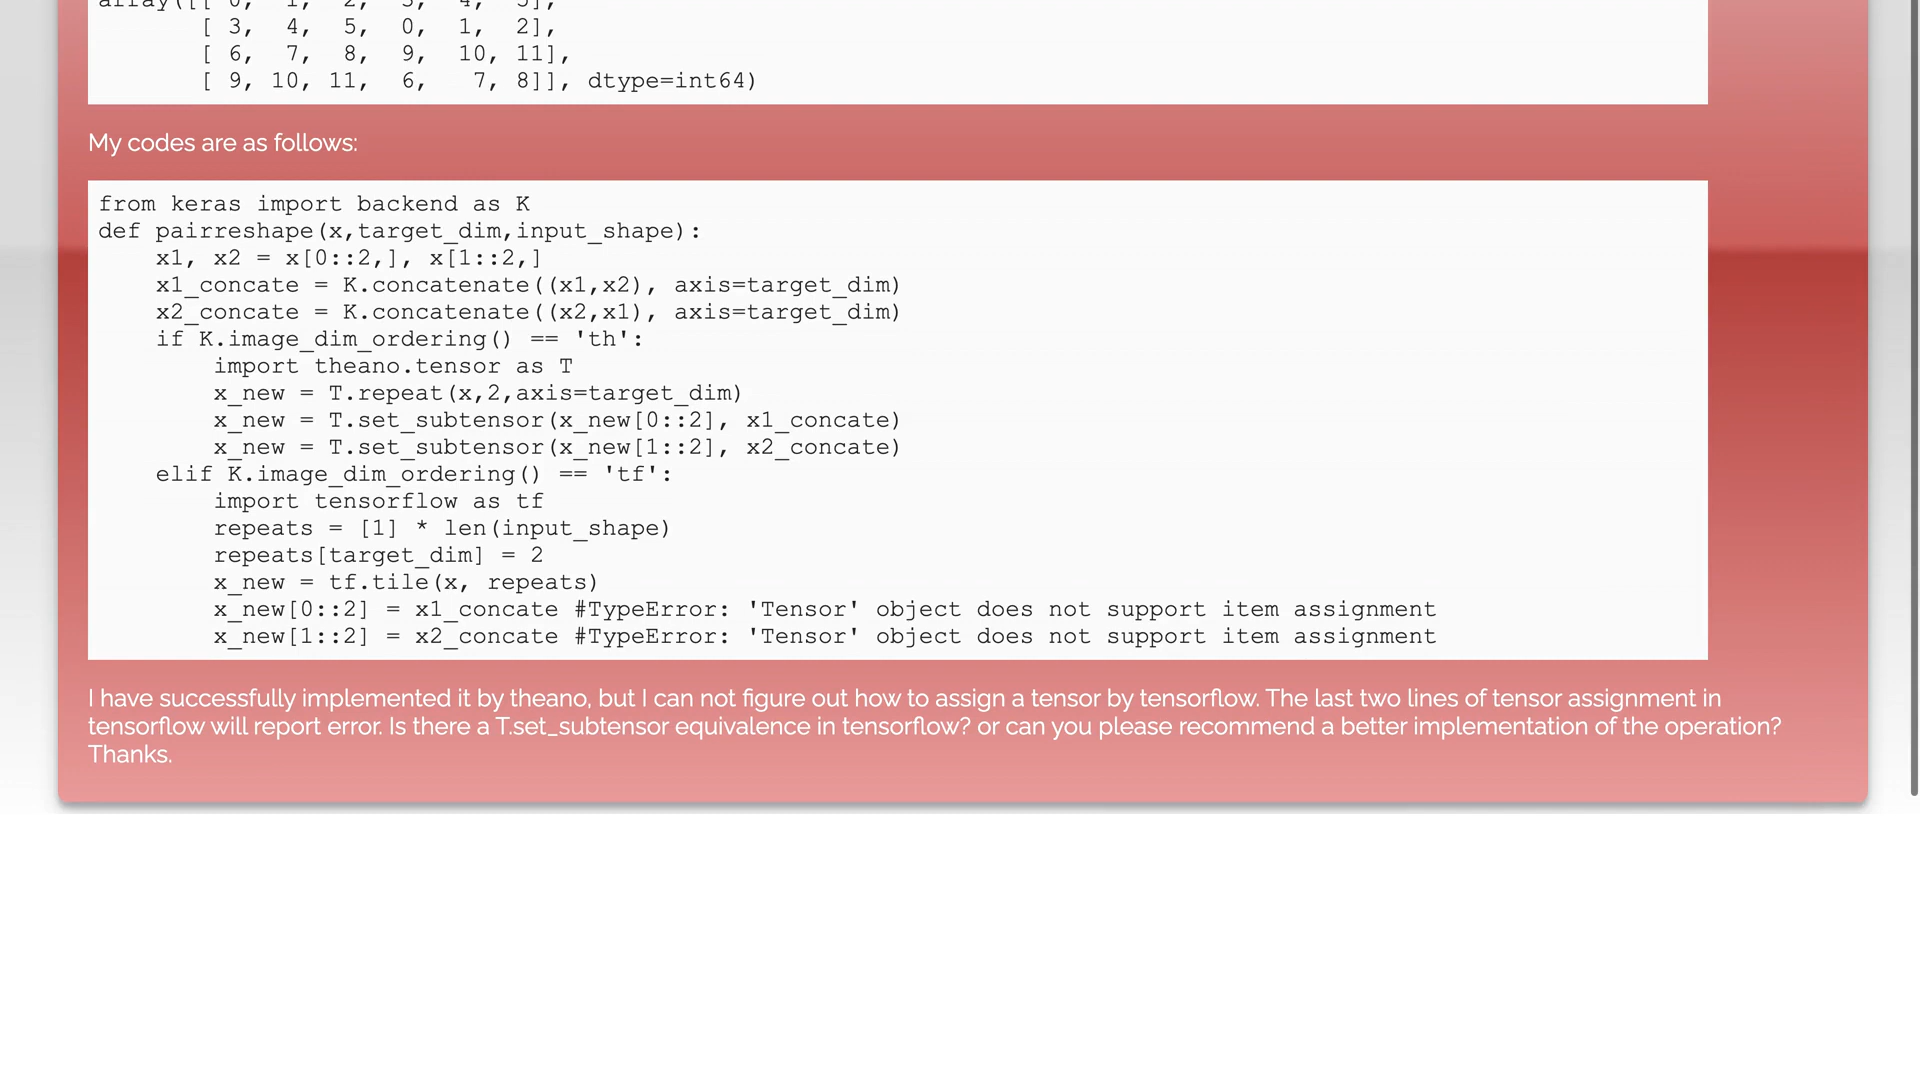 array([[ 0, 1, 2, 3, 4, 5],
[ 3, 4, 5, 0, 1, 2],
[ 6, 7, 8, 9, 10, 11],
[ 9, 10, 11, 6, 7, 8]], dtype=int64)
My codes are as follows:
from keras import backend as K
def pairreshape(x,target_dim,input_shape):
x1, x2 = x[0::2,], x[1::2,]
x1_concate = K.concatenate((x1,x2), axis=target_dim)
x2_concate = K.concatenate((x2,x1), axis=target_dim)
if K.image_dim_ordering() == 'th':
import theano.tensor as T
x_new = T.repeat(x,2,axis=target_dim)
x_new = T.set_subtensor(x_new[0::2], x1_concate)
x_new = T.set_subtensor(x_new[1::2], x2_concate)
elif K.image_dim_ordering() == 'tf':
import tensorflow as tf
repeats = [1] * len(input_shape)
repeats[target_dim] = 2
x_new = tf.tile(x, repeats)
x_new[0::2] = x1_concate #TypeError: 'Tensor' object does not support item assignment
x_new[1::2] = x2_concate #TypeError: 'Tensor' object does not support item assignment
I have successfully implemented it by theano, but I can not figure out how to assign a tensor by tensorflow. The last two lines of tensor assignment in
tensorflow will report error. Is there a T.set_subtensor equivalence in tensorflow? or can you please recommend a better implementation of the operation?
Thanks.